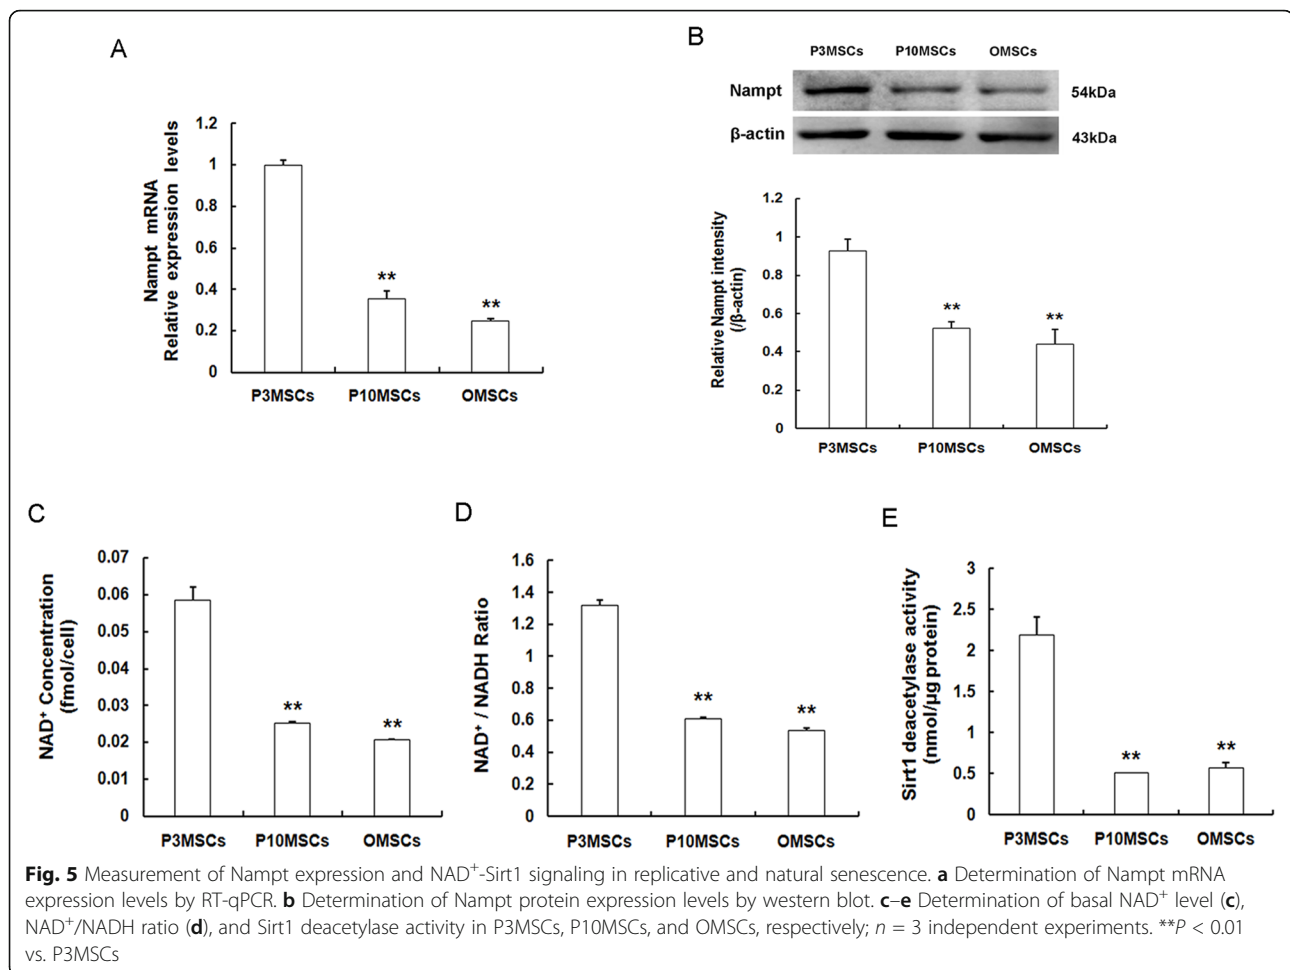 A
Nampt mRNA
Relative expression levels
1.2
1
0.8
0.6
0.4
0.2
0
**
**
P3MSCs P10MSCs OMSCs
B
P3MSCs P10MSCs OMSCs
Nampt 54kDa
β-actin 43kDa
Relative Nampt intensity
(/β-actin)
1.2
1
0.8
0.6
0.4
0.2
0
**
**
P3MSCs P10MSCs OMSCs
C
NAD⁺ Concentration
(fmol/cell)
0.07
0.06
0.05
0.04
0.03
0.02
0.01
0
**
**
P3MSCs P10MSCs OMSCs
D
NAD⁺ / NADH Ratio
1.6
1.4
1.2
1
0.8
0.6
0.4
0.2
0
**
**
P3MSCs P10MSCs OMSCs
E
Sirt1 deacetylase activity
(nmol/μg protein)
3
2.5
2
1.5
1
0.5
0
**
**
P3MSCs P10MSCs OMSCs
Fig. 5 Measurement of Nampt expression and NAD⁺-Sirt1 signaling in replicative and natural senescence. a Determination of Nampt mRNA
expression levels by RT-qPCR. b Determination of Nampt protein expression levels by western blot. c–e Determination of basal NAD⁺ level (c),
NAD⁺/NADH ratio (d), and Sirt1 deacetylase activity in P3MSCs, P10MSCs, and OMSCs, respectively; n = 3 independent experiments. **P < 0.01
vs. P3MSCs